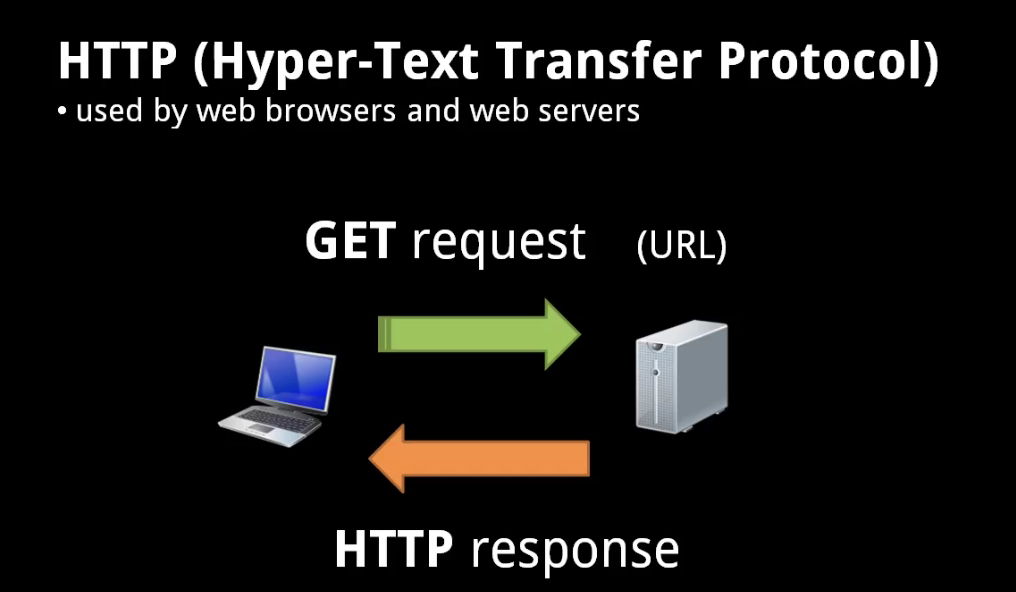 HTTP (Hyper-Text Transfer Protocol)
• used by web browsers and web servers
GET request (URL)
HTTP response